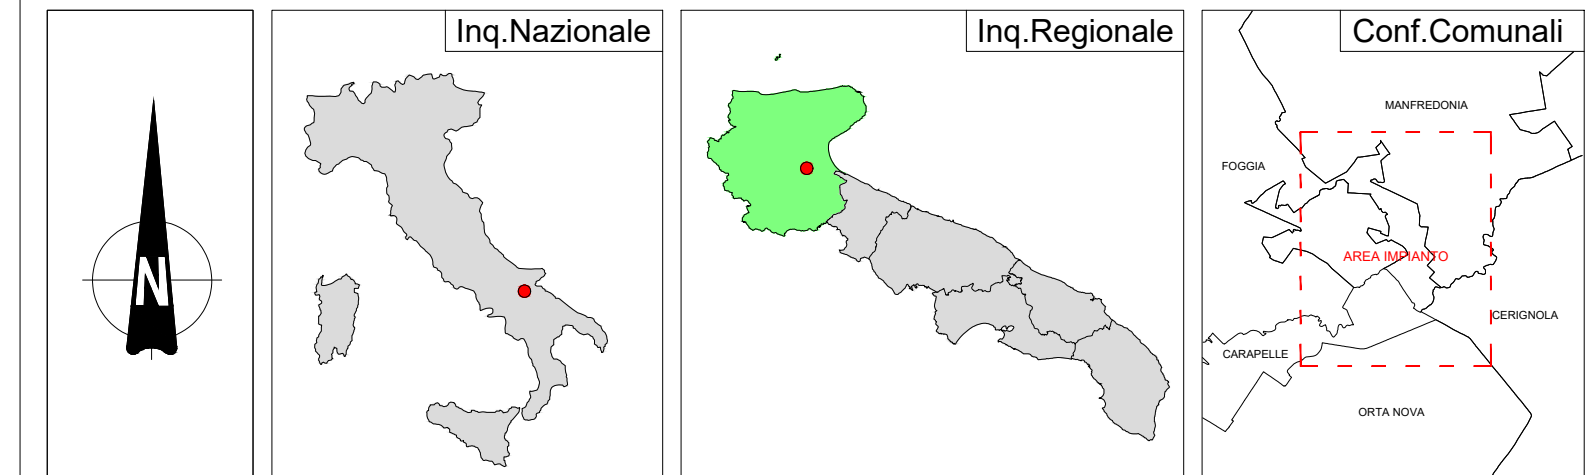 N
Inq.Nazionale
Inq.Regionale
Conf.Comunali
MANFREDONIA
FOGGIA
AREA IMPIANTO
CERIGNOLA
CARAPELLE
ORTA NOVA